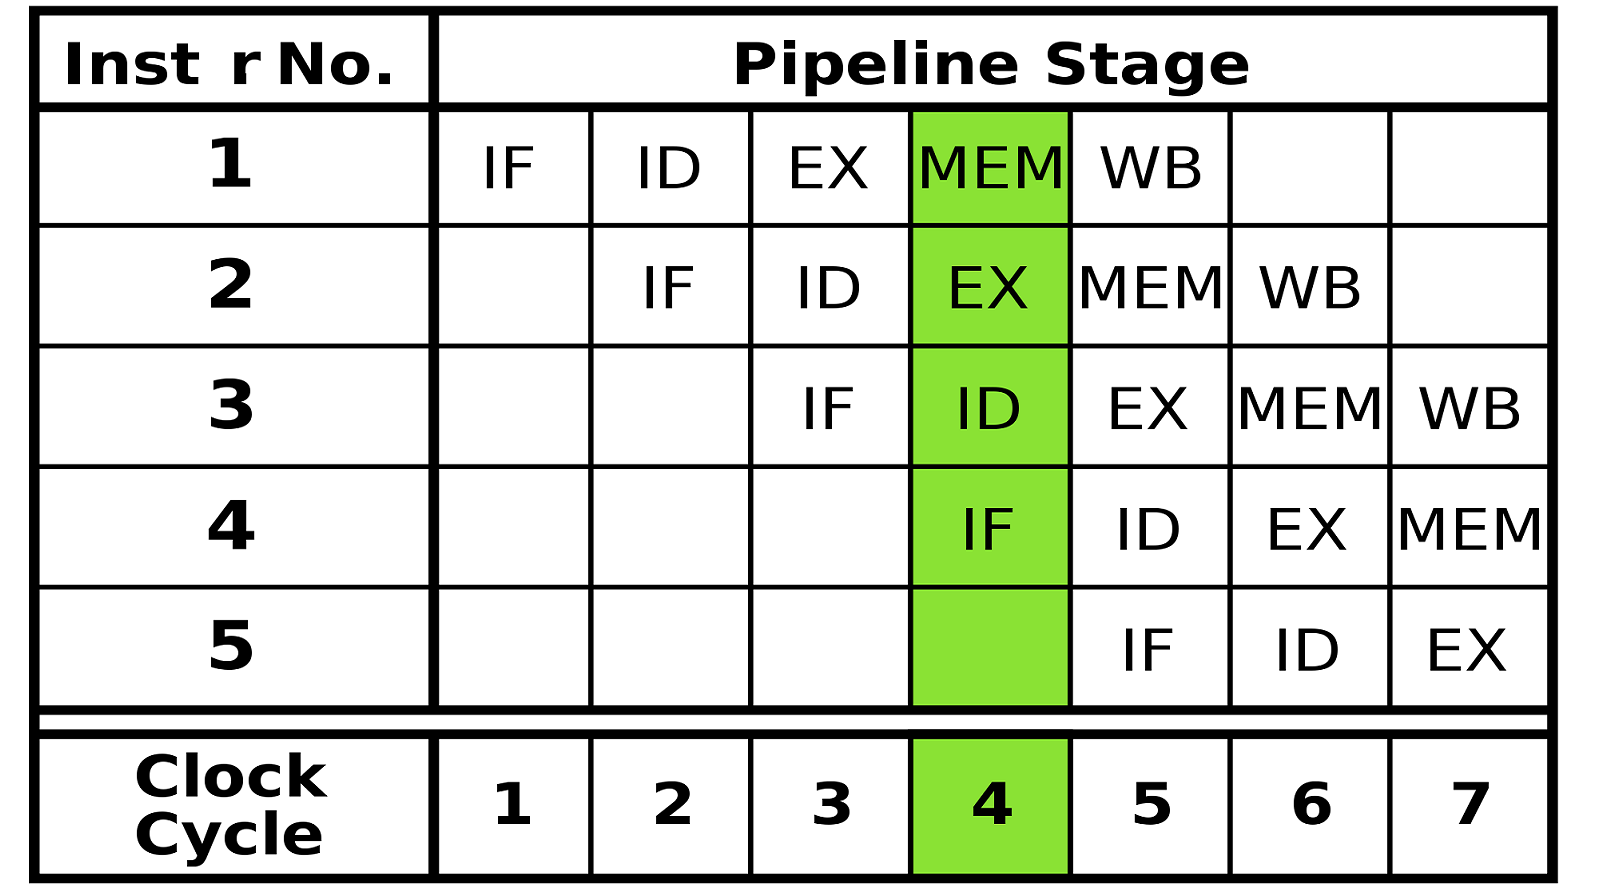 Inst r No. Pipeline Stage
1 IF ID EX MEM WB
2 IF ID EX MEM WB
3 IF ID EX MEM WB
4 IF ID EX MEM
5 IF ID EX
Clock
Cycle 1 2 3 4 5 6 7